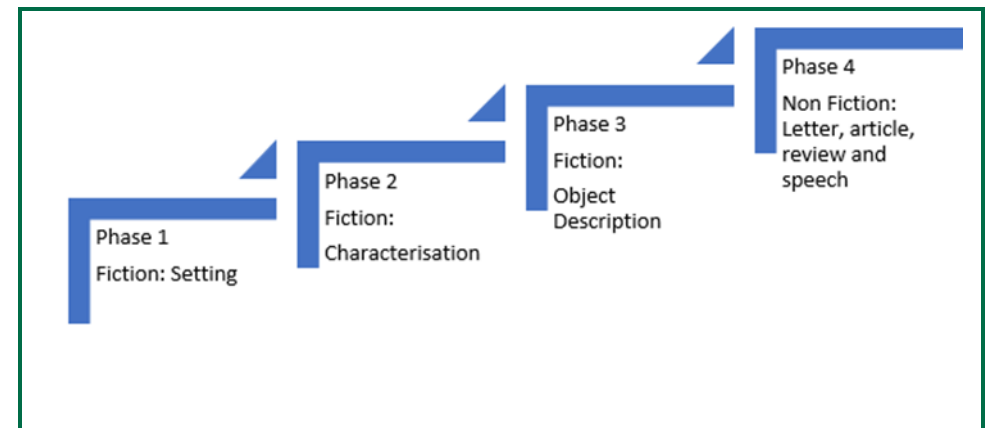 Phase 1
Fiction: Setting
Phase 2
Fiction:
Characterisation
Phase 3
Fiction:
Object
Description
Phase 4
Non Fiction:
Letter, article,
review and
speech